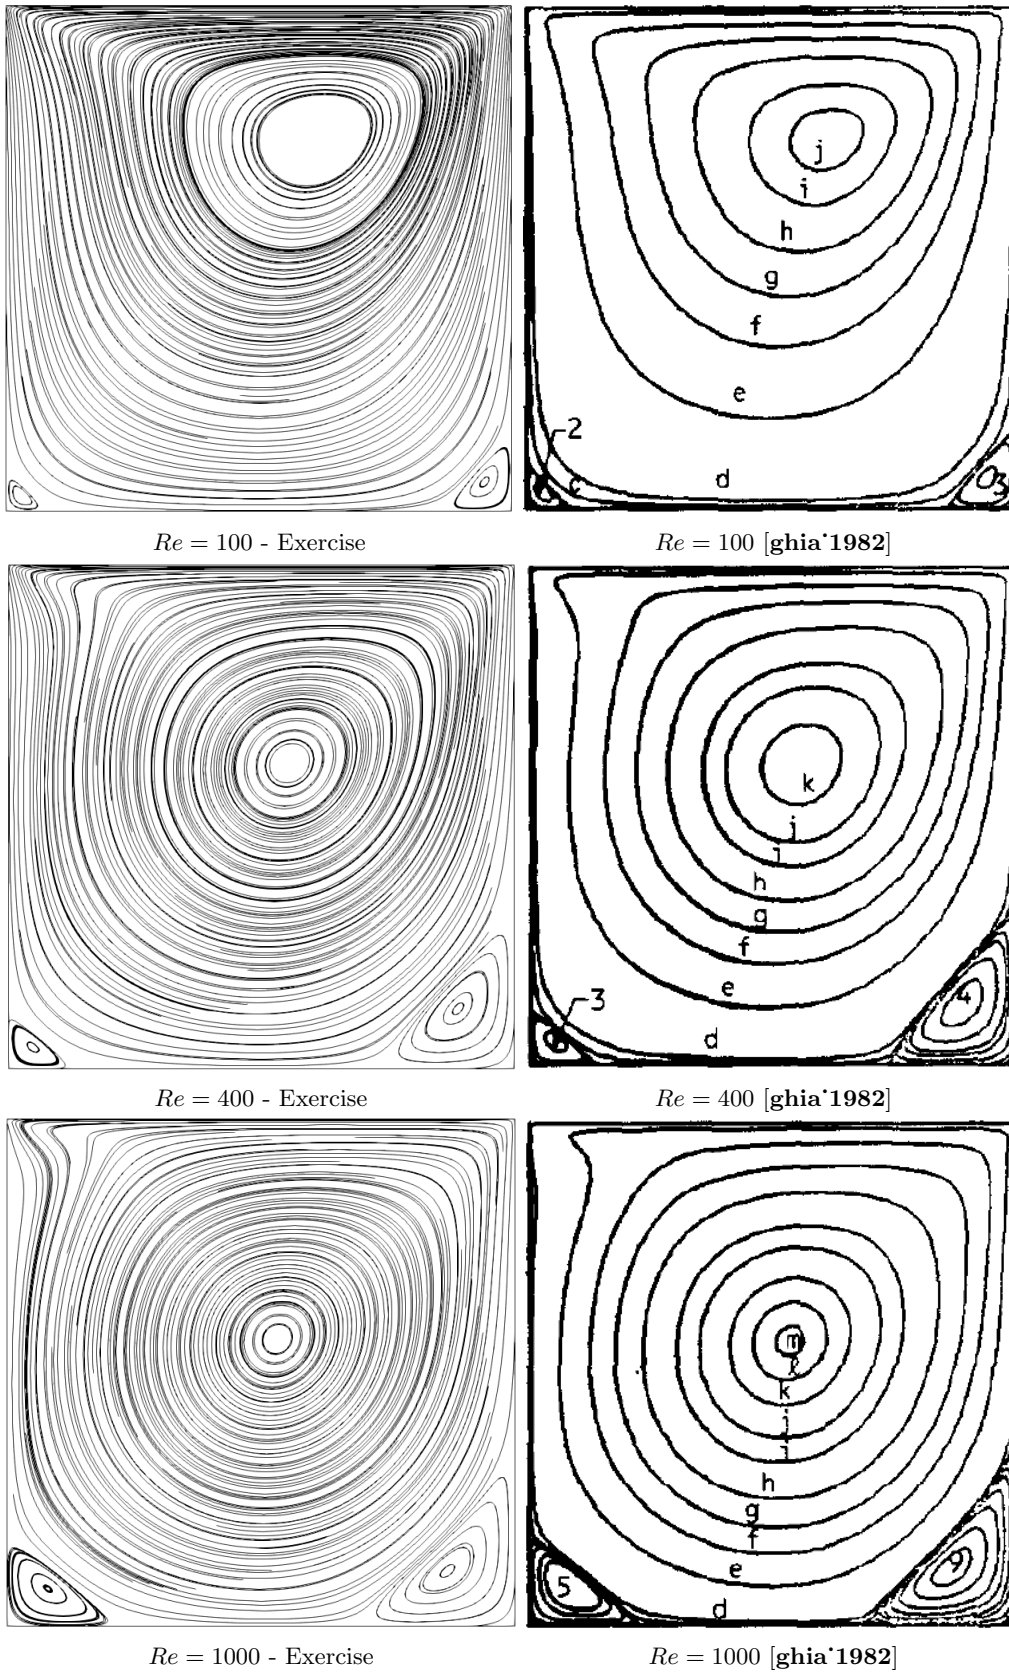 j
i
h
g
f
e
2
d
c
3
Re = 100 - Exercise
Re = 100 [ghia˙1982]
k
j
i
h
g
f
e
4
3
d
Re = 400 - Exercise
Re = 400 [ghia˙1982]
m
ℓ
k
j
i
h
g
f
9
e
5
d
Re = 1000 - Exercise
Re = 1000 [ghia˙1982]